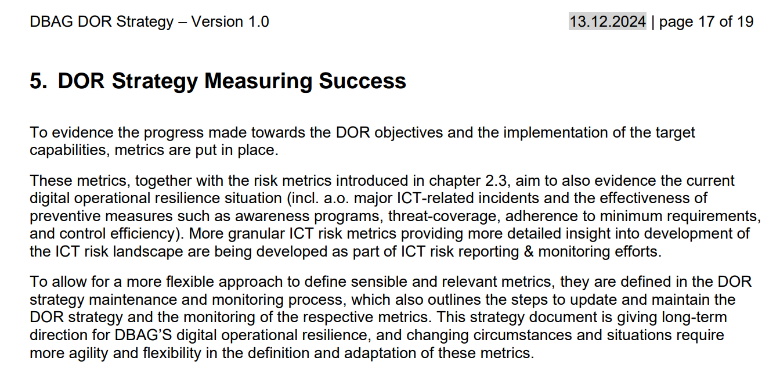 DBAG DOR Strategy – Version 1.0 13.12.2024 | page 17 of 19
5. DOR Strategy Measuring Success
To evidence the progress made towards the DOR objectives and the implementation of the target
capabilities, metrics are put in place.
These metrics, together with the risk metrics introduced in chapter 2.3, aim to also evidence the current
digital operational resilience situation (incl. a.o. major ICT-related incidents and the effectiveness of
preventive measures such as awareness programs, threat-coverage, adherence to minimum requirements,
and control efficiency). More granular ICT risk metrics providing more detailed insight into development of
the ICT risk landscape are being developed as part of ICT risk reporting & monitoring efforts.
To allow for a more flexible approach to define sensible and relevant metrics, they are defined in the DOR
strategy maintenance and monitoring process, which also outlines the steps to update and maintain the
DOR strategy and the monitoring of the respective metrics. This strategy document is giving long-term
direction for DBAG’S digital operational resilience, and changing circumstances and situations require
more agility and flexibility in the definition and adaptation of these metrics.